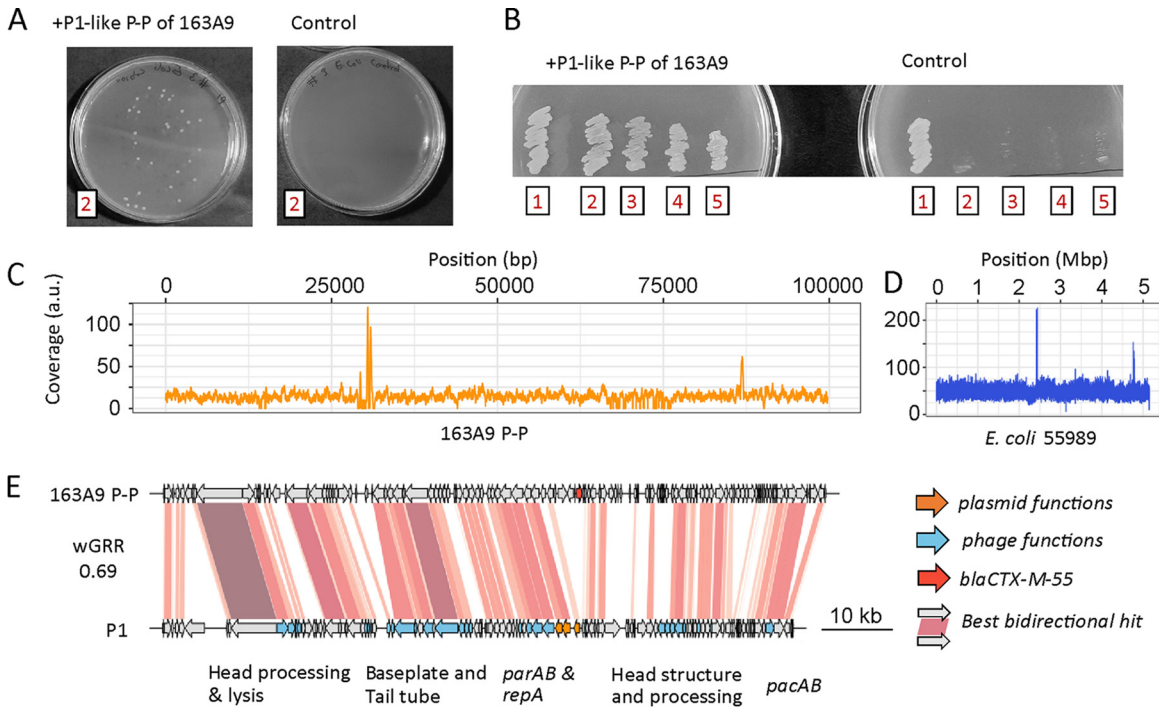 A
+P1-like P-P of 163A9
Control
2
2
B
+P1-like P-P of 163A9
Control
1
2
3
4
5
1
2
3
4
5
C
Position (bp)
0
25000
50000
75000
100000
Coverage (a.u.)
100
50
0
163A9 P-P
D
Position (Mbp)
0 1 2 3 4 5
200
100
0
E. coli 55989
E
163A9 P-P
wGRR
0.69
P1
10 kb
Head processing
& lysis
Baseplate and
Tail tube
parAB &
repA
Head structure
and processing
pacAB
plasmid functions
phage functions
blaCTX-M-55
Best bidirectional hit